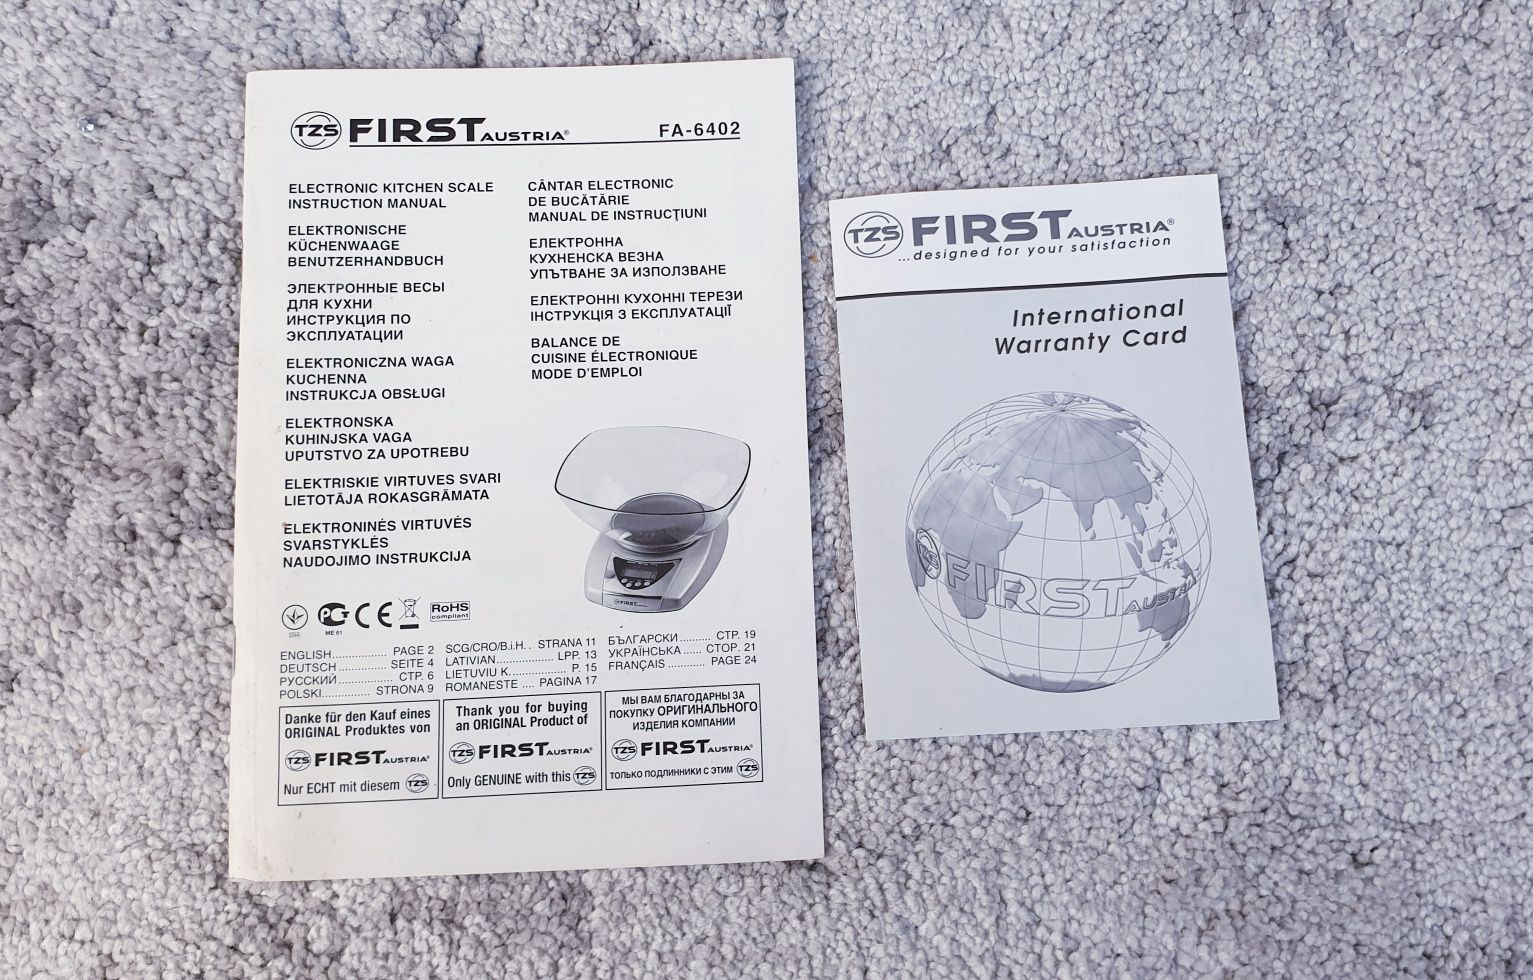 TZS FIRST AUSTRIA® FA-6402
ELECTRONIC KITCHEN SCALE
INSTRUCTION MANUAL
ELEKTRONISCHE
KÜCHENWAAGE
BENUTZERHANDBUCH
ЭЛЕКТРОННЫЕ ВЕСЫ
ДЛЯ КУХНИ
ИНСТРУКЦИЯ ПО
ЭКСПЛУАТАЦИИ
ELEKTRONICZNA WAGA
KUCHENNA
INSTRUKCJA OBSŁUGI
ELEKTRONSKA
KUHINJSKA VAGA
UPUTSTVO ZA UPOTREBU
ELEKTRISKIE VIRTUVES SVARI
LIETOTĀJA ROKASGRĀMATA
ELEKTRONINĖS VIRTUVĖS
SVARSTYKLĖS
NAUDOJIMO INSTRUKCIJA
CÂNTAR ELECTRONIC
DE BUCĂTĂRIE
MANUAL DE INSTRUCŢIUNI
ЕЛЕКТРОННА
КУХНЕНСКА ВЕЗНА
УПЪТВАНЕ ЗА ИЗПОЛЗВАНЕ
ЕЛЕКТРОННІ КУХОННІ ТЕРЕЗИ
ІНСТРУКЦІЯ З ЕКСПЛУАТАЦІЇ
BALANCE DE
CUISINE ÉLECTRONIQUE
MODE D'EMPLOI
FIRST
РСТ
ME 61
CE
RoHS
compliant
ENGLISH................. PAGE 2
DEUTSCH............... SEITE 4
РУССКИЙ................. СТР. 6
POLSKI............... STRONA 9
SCG/CRO/B.i.H. . STRANA 11
LATVIAN.................. LPP. 13
LIETUVIU K................. P. 15
ROMANESTE .... PAGINA 17
БЪЛГАРСКИ.......... СТР. 19
УКРАЇНСЬКА...... СТОР. 21
FRANÇAIS............ PAGE 24
Danke für den Kauf eines
ORIGINAL Produktes von
TZS FIRST AUSTRIA®
Nur ECHT mit diesem TZS
Thank you for buying
an ORIGINAL Product of
TZS FIRST AUSTRIA®
Only GENUINE with this TZS
МЫ ВАМ БЛАГОДАРНЫ ЗА
ПОКУПКУ ОРИГИНАЛЬНОГО
ИЗДЕЛИЯ КОМПАНИИ
TZS FIRST AUSTRIA®
ТОЛЬКО ПОДЛИННИКИ С ЭТИМ TZS
TZS FIRST AUSTRIA®
...designed for your satisfaction
International
Warranty Card
TZS FIRST AUSTRIA